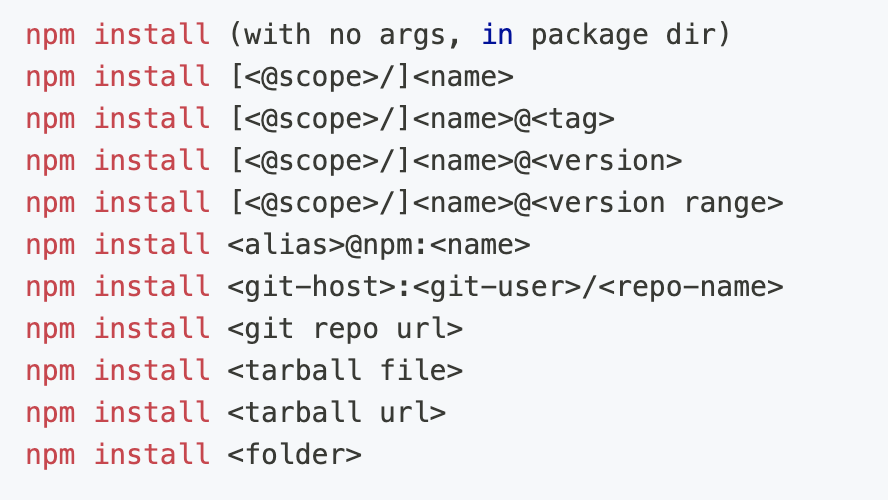 npm install (with no args, in package dir)
npm install [<@scope>/]<name>
npm install [<@scope>/]<name>@<tag>
npm install [<@scope>/]<name>@<version>
npm install [<@scope>/]<name>@<version range>
npm install <alias>@npm:<name>
npm install <git-host>:<git-user>/<repo-name>
npm install <git repo url>
npm install <tarball file>
npm install <tarball url>
npm install <folder>